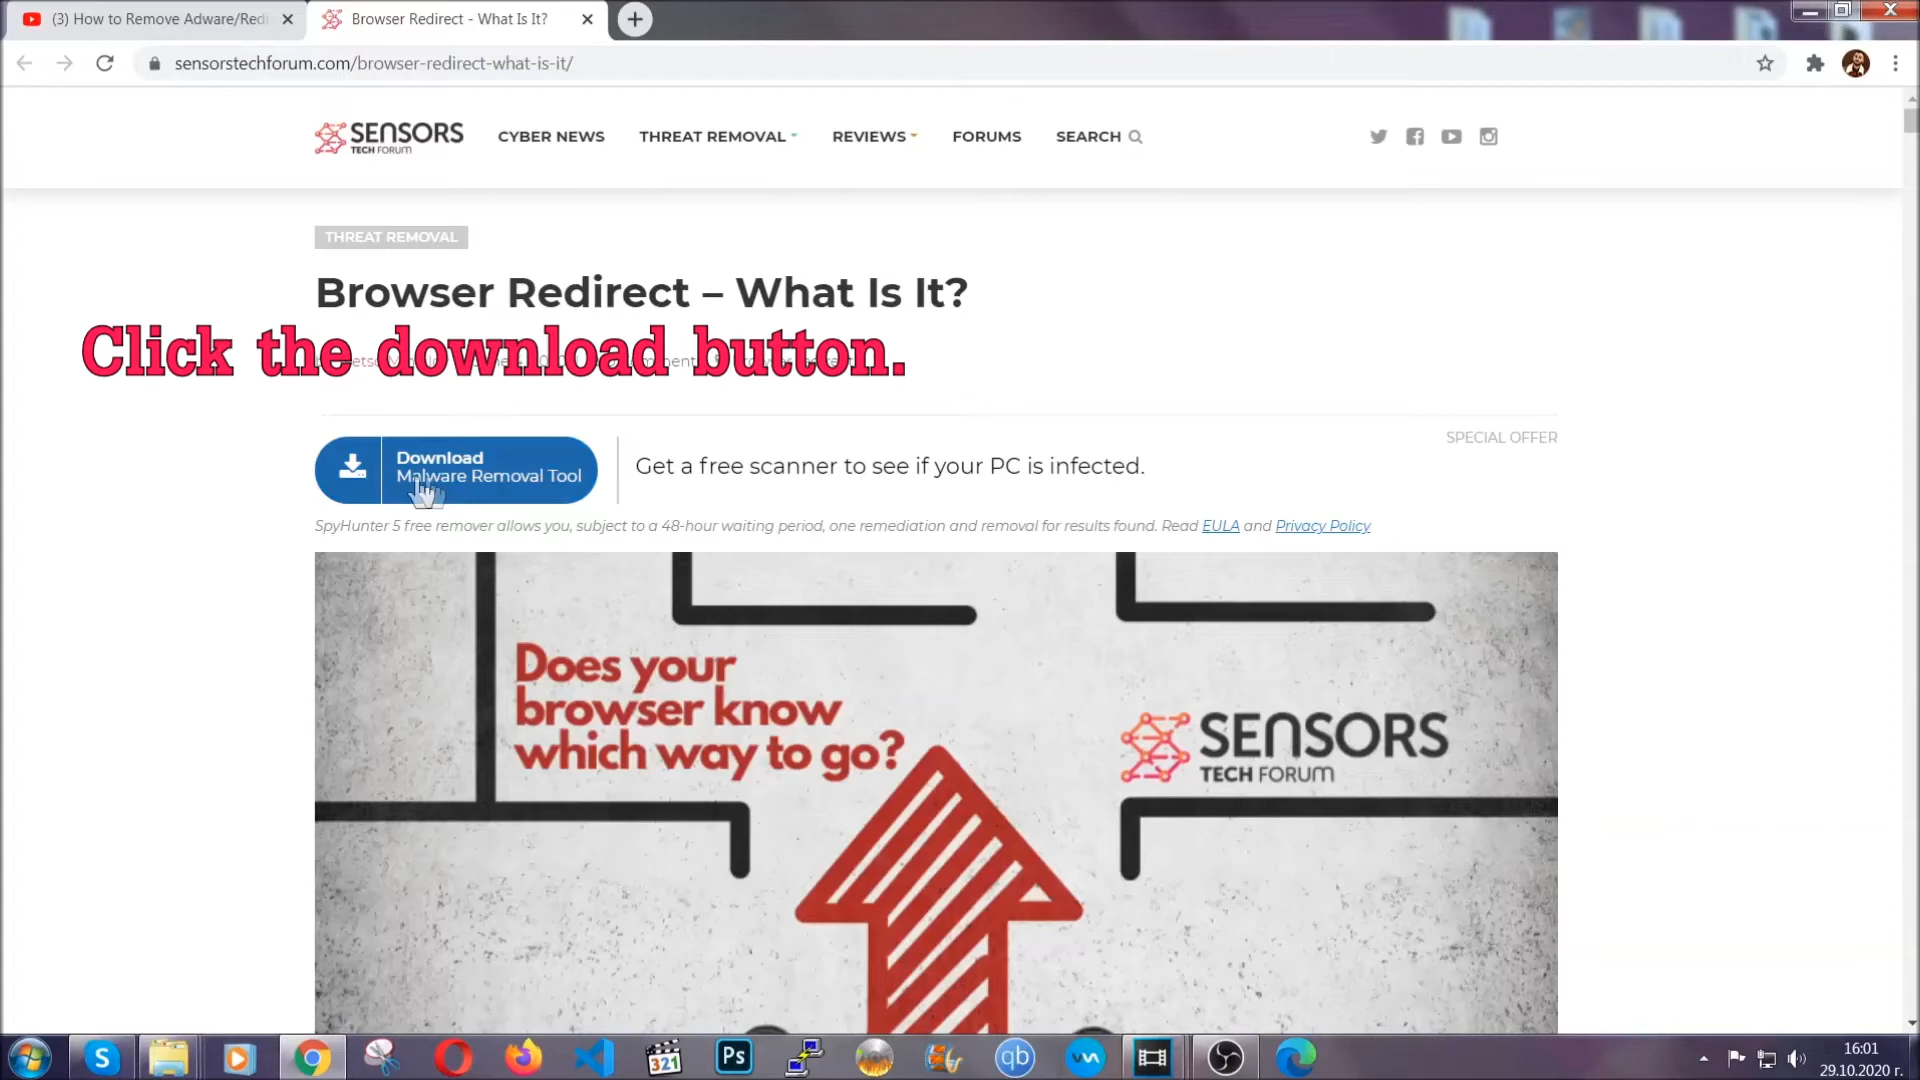 (3) How to Remove Adware/Redi
Browser Redirect - What Is It?
sensorstechforum.com/browser-redirect-what-is-it/
SENSORS
TECH FORUM
CYBER NEWS
THREAT REMOVAL
REVIEWS
FORUMS
SEARCH
THREAT REMOVAL
Browser Redirect – What Is It?
Click the download button.
SPECIAL OFFER
Download
Malware Removal Tool
Get a free scanner to see if your PC is infected.
SpyHunter 5 free remover allows you, subject to a 48-hour waiting period, one remediation and removal for results found. Read EULA and Privacy Policy
Does your
browser know
which way to go?
SENSORS
TECH FORUM
S
321
Ps
qb
16:01
29.10.2020 г.